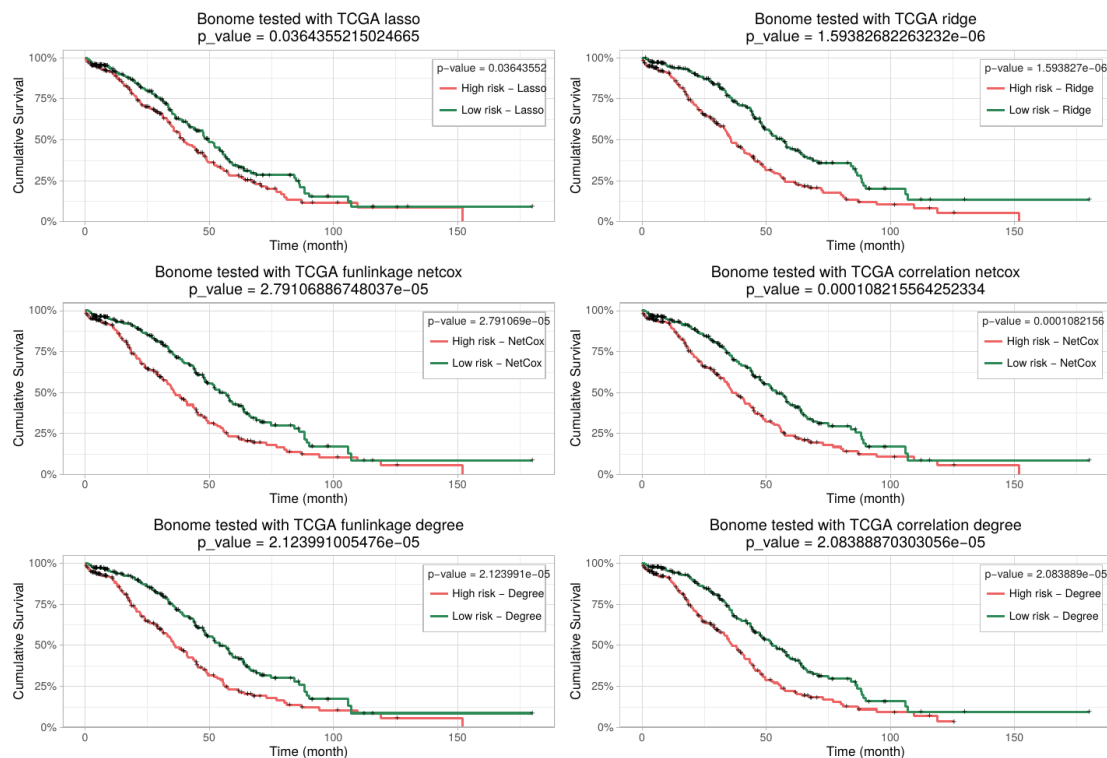 Bonome tested with TCGA lasso
p_value = 0.0364355215024665
100%
75%
50%
25%
0%
Cumulative Survival
p−value = 0.03643552
High risk − Lasso
Low risk − Lasso
0 50 100 150
Time (month)
Bonome tested with TCGA ridge
p_value = 1.59382682263232e−06
100%
75%
50%
25%
0%
Cumulative Survival
p−value = 1.593827e−06
High risk − Ridge
Low risk − Ridge
0 50 100 150
Time (month)
Bonome tested with TCGA funlinkage netcox
p_value = 2.79106886748037e−05
100%
75%
50%
25%
0%
Cumulative Survival
p−value = 2.791069e−05
High risk − NetCox
Low risk − NetCox
0 50 100 150
Time (month)
Bonome tested with TCGA correlation netcox
p_value = 0.000108215564252334
100%
75%
50%
25%
0%
Cumulative Survival
p−value = 0.0001082156
High risk − NetCox
Low risk − NetCox
0 50 100 150
Time (month)
Bonome tested with TCGA funlinkage degree
p_value = 2.123991005476e−05
100%
75%
50%
25%
0%
Cumulative Survival
p−value = 2.123991e−05
High risk − Degree
Low risk − Degree
0 50 100 150
Time (month)
Bonome tested with TCGA correlation degree
p_value = 2.08388870303056e−05
100%
75%
50%
25%
0%
Cumulative Survival
p−value = 2.083889e−05
High risk − Degree
Low risk − Degree
0 50 100 150
Time (month)